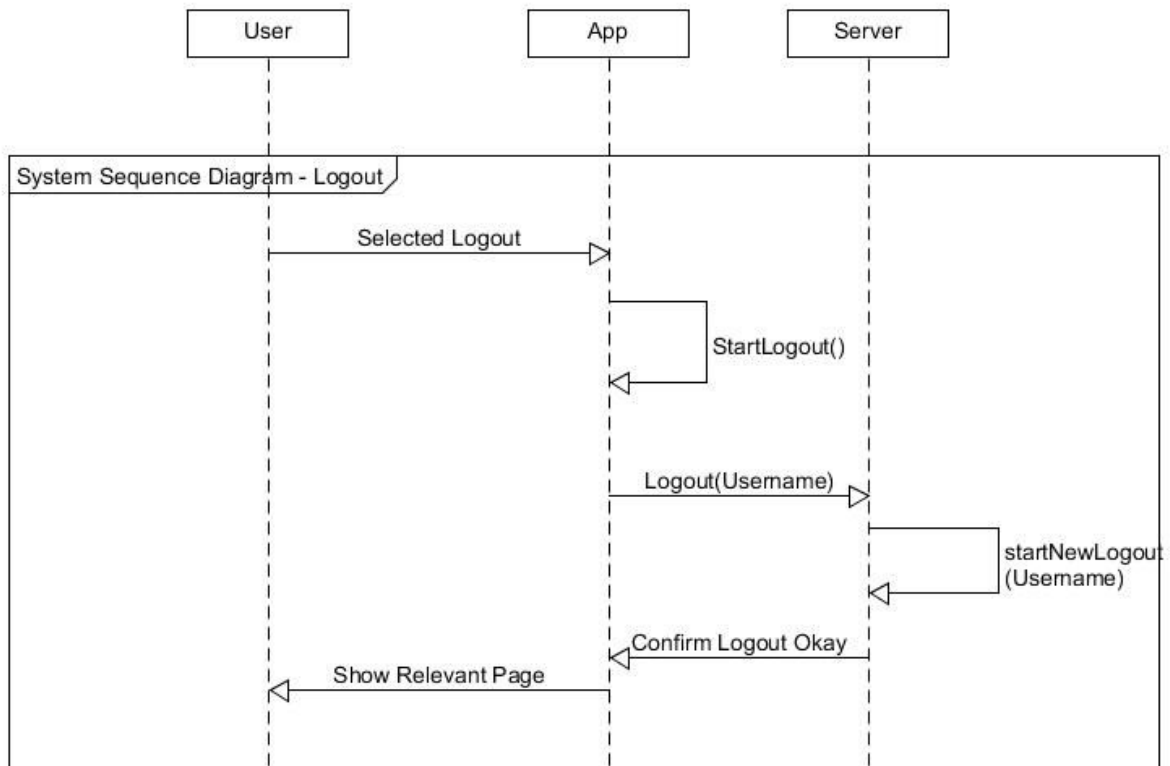 User
App
Server
System Sequence Diagram - Logout
Selected Logout
StartLogout()
Logout(Username)
startNewLogout
(Username)
Confirm Logout Okay
Show Relevant Page